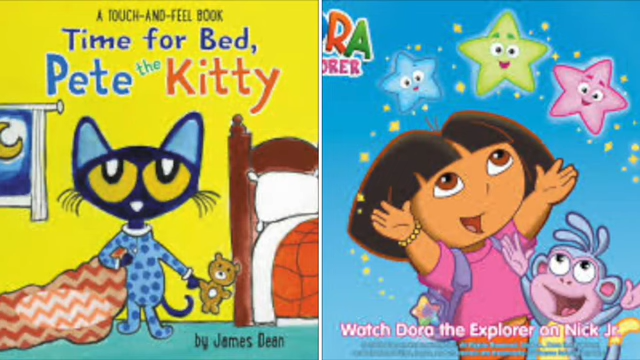 A TOUCH-AND-FEEL BOOK
Time for Bed,
Pete the Kitty
by James Dean
RA
ORER
Watch Dora the Explorer on Nick Jr.